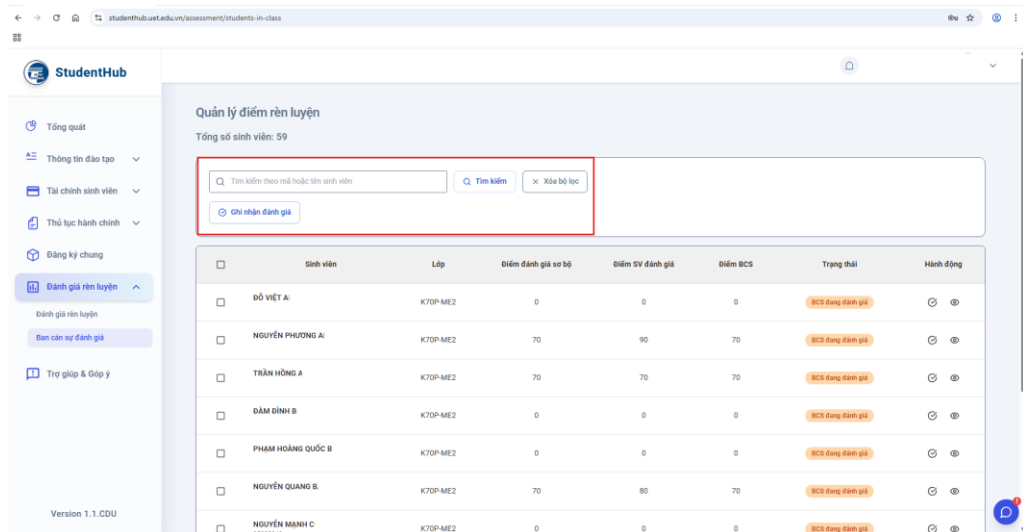 studenthub.uet.edu.vn/assessment/students-in-class
StudentHub
Tổng quát
Thông tin đào tạo
Tài chính sinh viên
Thủ tục hành chính
Đăng ký chung
Đánh giá rèn luyện
Đánh giá rèn luyện
Ban cán sự đánh giá
Trợ giúp & Góp ý
Version 1.1.CDU
Quản lý điểm rèn luyện
Tổng số sinh viên: 59
Tìm kiếm theo mã hoặc tên sinh viên
Tìm kiếm
Xóa bộ lọc
Ghi nhận đánh giá
Sinh viên Lớp Điểm đánh giá sơ bộ Điểm SV đánh giá Điểm BCS Trạng thái Hành động
ĐỖ VIỆT A K70P-ME2 0 0 0 BCS đang đánh giá
NGUYỄN PHƯƠNG A K70P-ME2 70 90 70 BCS đang đánh giá
TRẦN HỒNG A K70P-ME2 70 70 70 BCS đang đánh giá
ĐÀM ĐÌNH B K70P-ME2 0 0 0 BCS đang đánh giá
PHẠM HOÀNG QUỐC B K70P-ME2 0 0 0 BCS đang đánh giá
NGUYỄN QUANG B K70P-ME2 70 80 70 BCS đang đánh giá
NGUYỄN MẠNH C K70P-ME2 0 0 0 BCS đang đánh giá